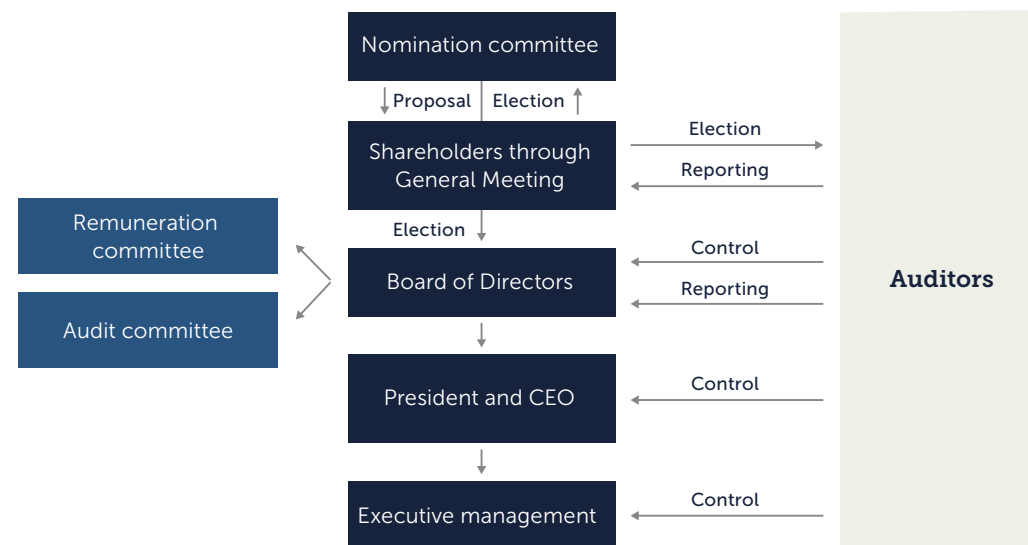 Nomination committee
Proposal
Election
Shareholders through
General Meeting
Election
Reporting
Remuneration
committee
Audit committee
Election
Board of Directors
Control
Reporting
Auditors
President and CEO
Control
Executive management
Control